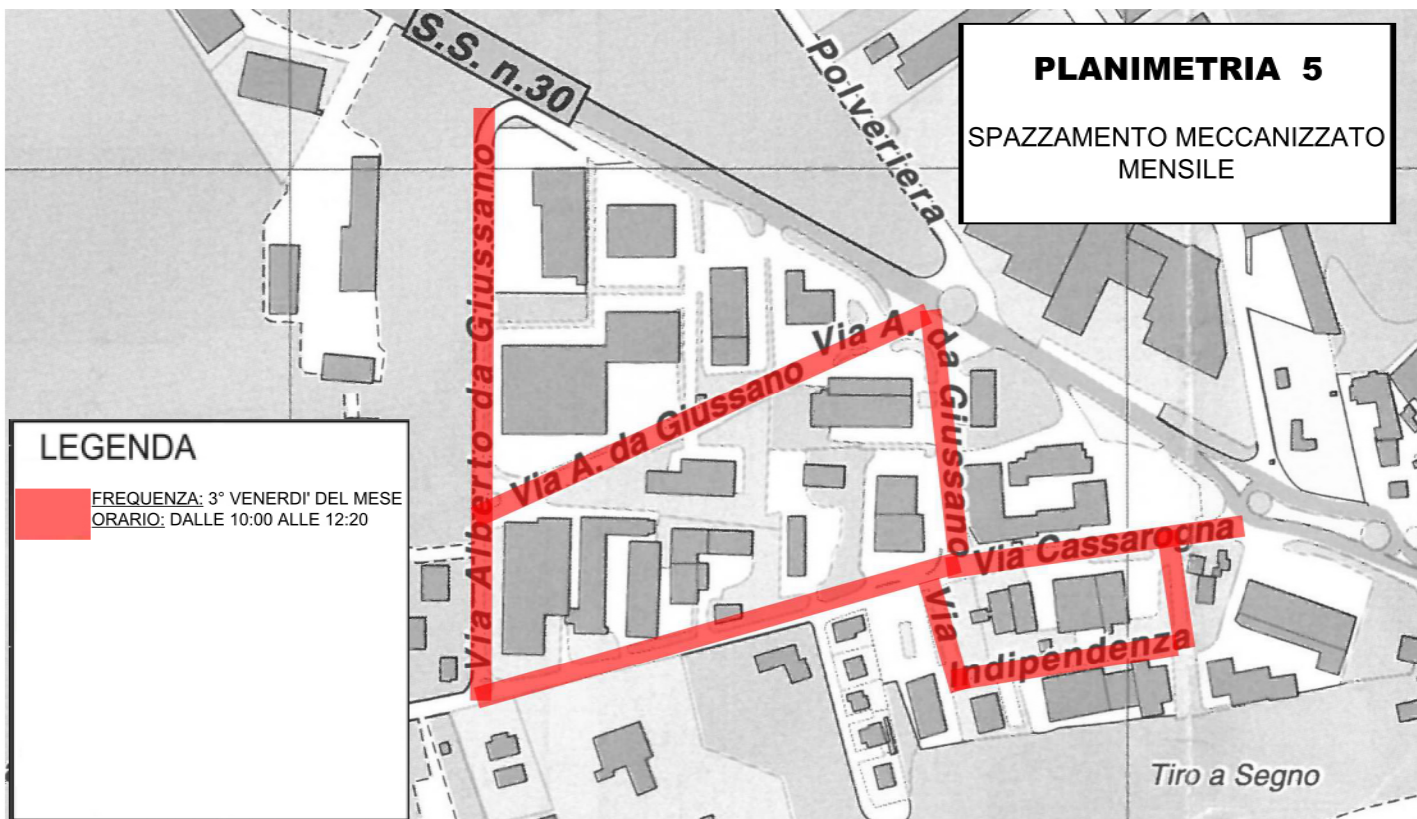 S.S. n.30
Polveriera
PLANIMETRIA 5
SPAZZAMENTO MECCANIZZATO
MENSILE
Via Alberto da Giussano
Via A. da Giussano
Via A. da Giussano
Via Cassarogna
Via Indipendenza
LEGENDA
FREQUENZA: 3° VENERDI' DEL MESE
ORARIO: DALLE 10:00 ALLE 12:20
Tiro a Segno